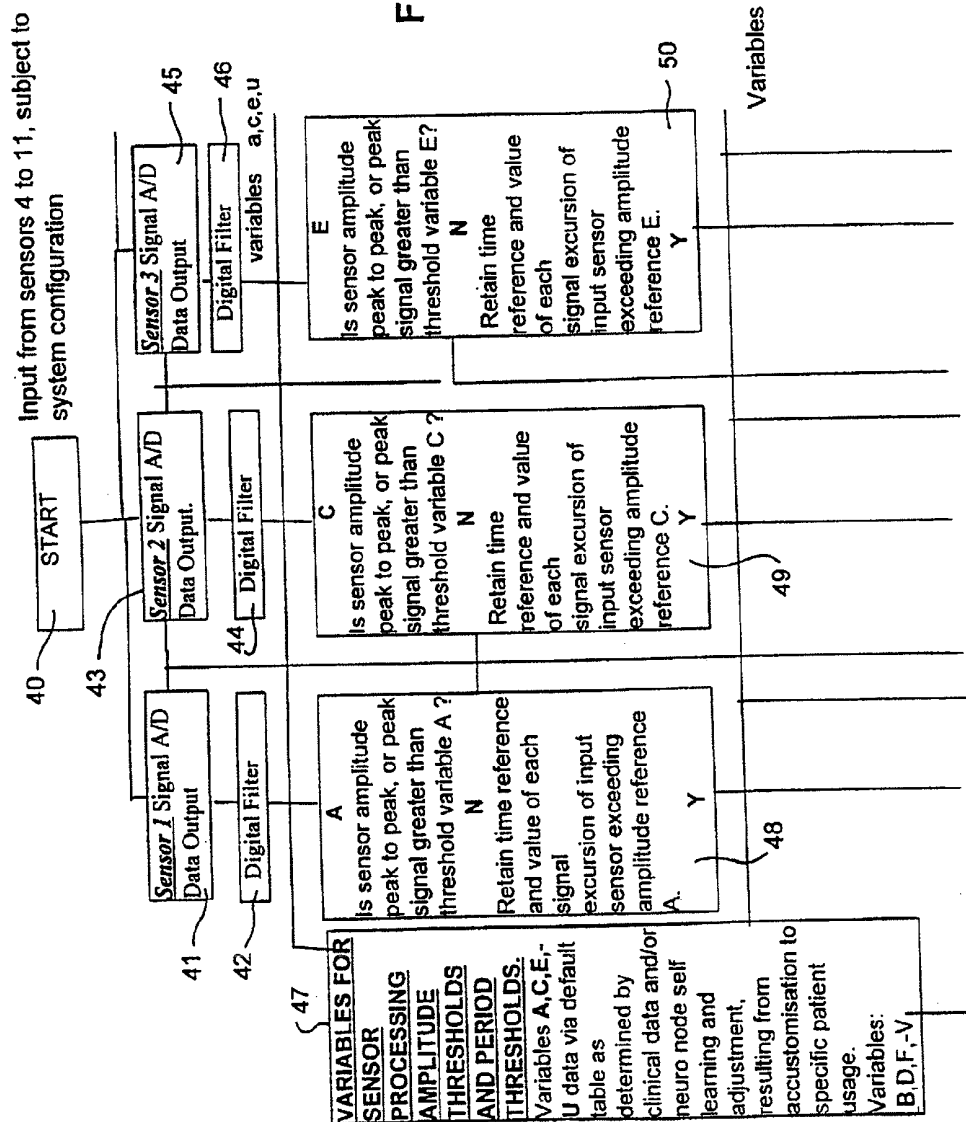 Input from sensors 4 to 11, subject to
system configuration
START
40
43
Sensor 1 Signal A/D
Data Output
41
Sensor 2 Signal A/D
Data Output.
Sensor 3 Signal A/D
Data Output
45
Digital Filter
42
Digital Filter
44
Digital Filter
46
variables a,c,e,u
F
47
VARIABLES FOR
SENSOR
PROCESSING
AMPLITUDE
THRESHOLDS
AND PERIOD
THRESHOLDS.
Variables A,C,E,-
U data via default
table as
determined by
clinical data and/or
neuro node self
learning and
adjustment,
resulting from
accustomisation to
specific patient
usage.
Variables:
B,D,F,-V
A
Is sensor amplitude
peak to peak, or peak
signal greater than
threshold variable A ?
N
Retain time reference
and value of each
signal
excursion of input
sensor exceeding
amplitude reference
A.
Y
48
C
Is sensor amplitude
peak to peak, or peak
signal greater than
threshold variable C ?
N
Retain time
reference and value
of each
signal excursion of
input sensor
exceeding amplitude
reference C.
Y
49
E
Is sensor amplitude
peak to peak, or peak
signal greater than
threshold variable E?
N
Retain time
reference and value
of each
signal excursion of
input sensor
exceeding amplitude
reference E.
Y
50
Variables